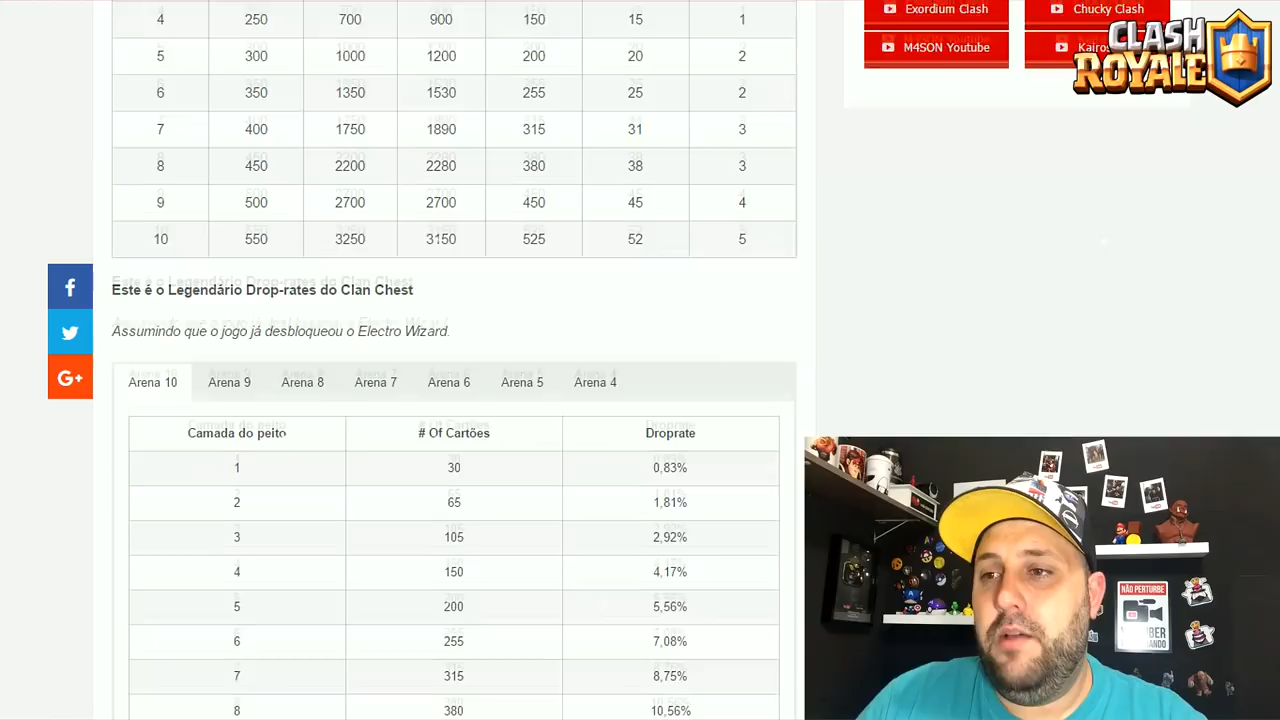 4 250 700 900 150 15 1
5 300 1000 1200 200 20 2
6 350 1350 1530 255 25 2
7 400 1750 1890 315 31 3
8 450 2200 2280 380 38 3
9 500 2700 2700 450 45 4
10 550 3250 3150 525 52 5
Exordium Clash
Chucky Clash
M4SON Youtube
Kairos
CLASH
ROYALE
Este é o Legendário Drop-rates do Clan Chest
Assumindo que o jogo já desbloqueou o Electro Wizard.
G+
Arena 10 Arena 9 Arena 8 Arena 7 Arena 6 Arena 5 Arena 4
Camada do peito # Of Cartões Droprate
1 30 0,83%
2 65 1,81%
3 105 2,92%
4 150 4,17%
5 200 5,56%
6 255 7,08%
7 315 8,75%
8 380 10,56%
NÃO PERTURBE